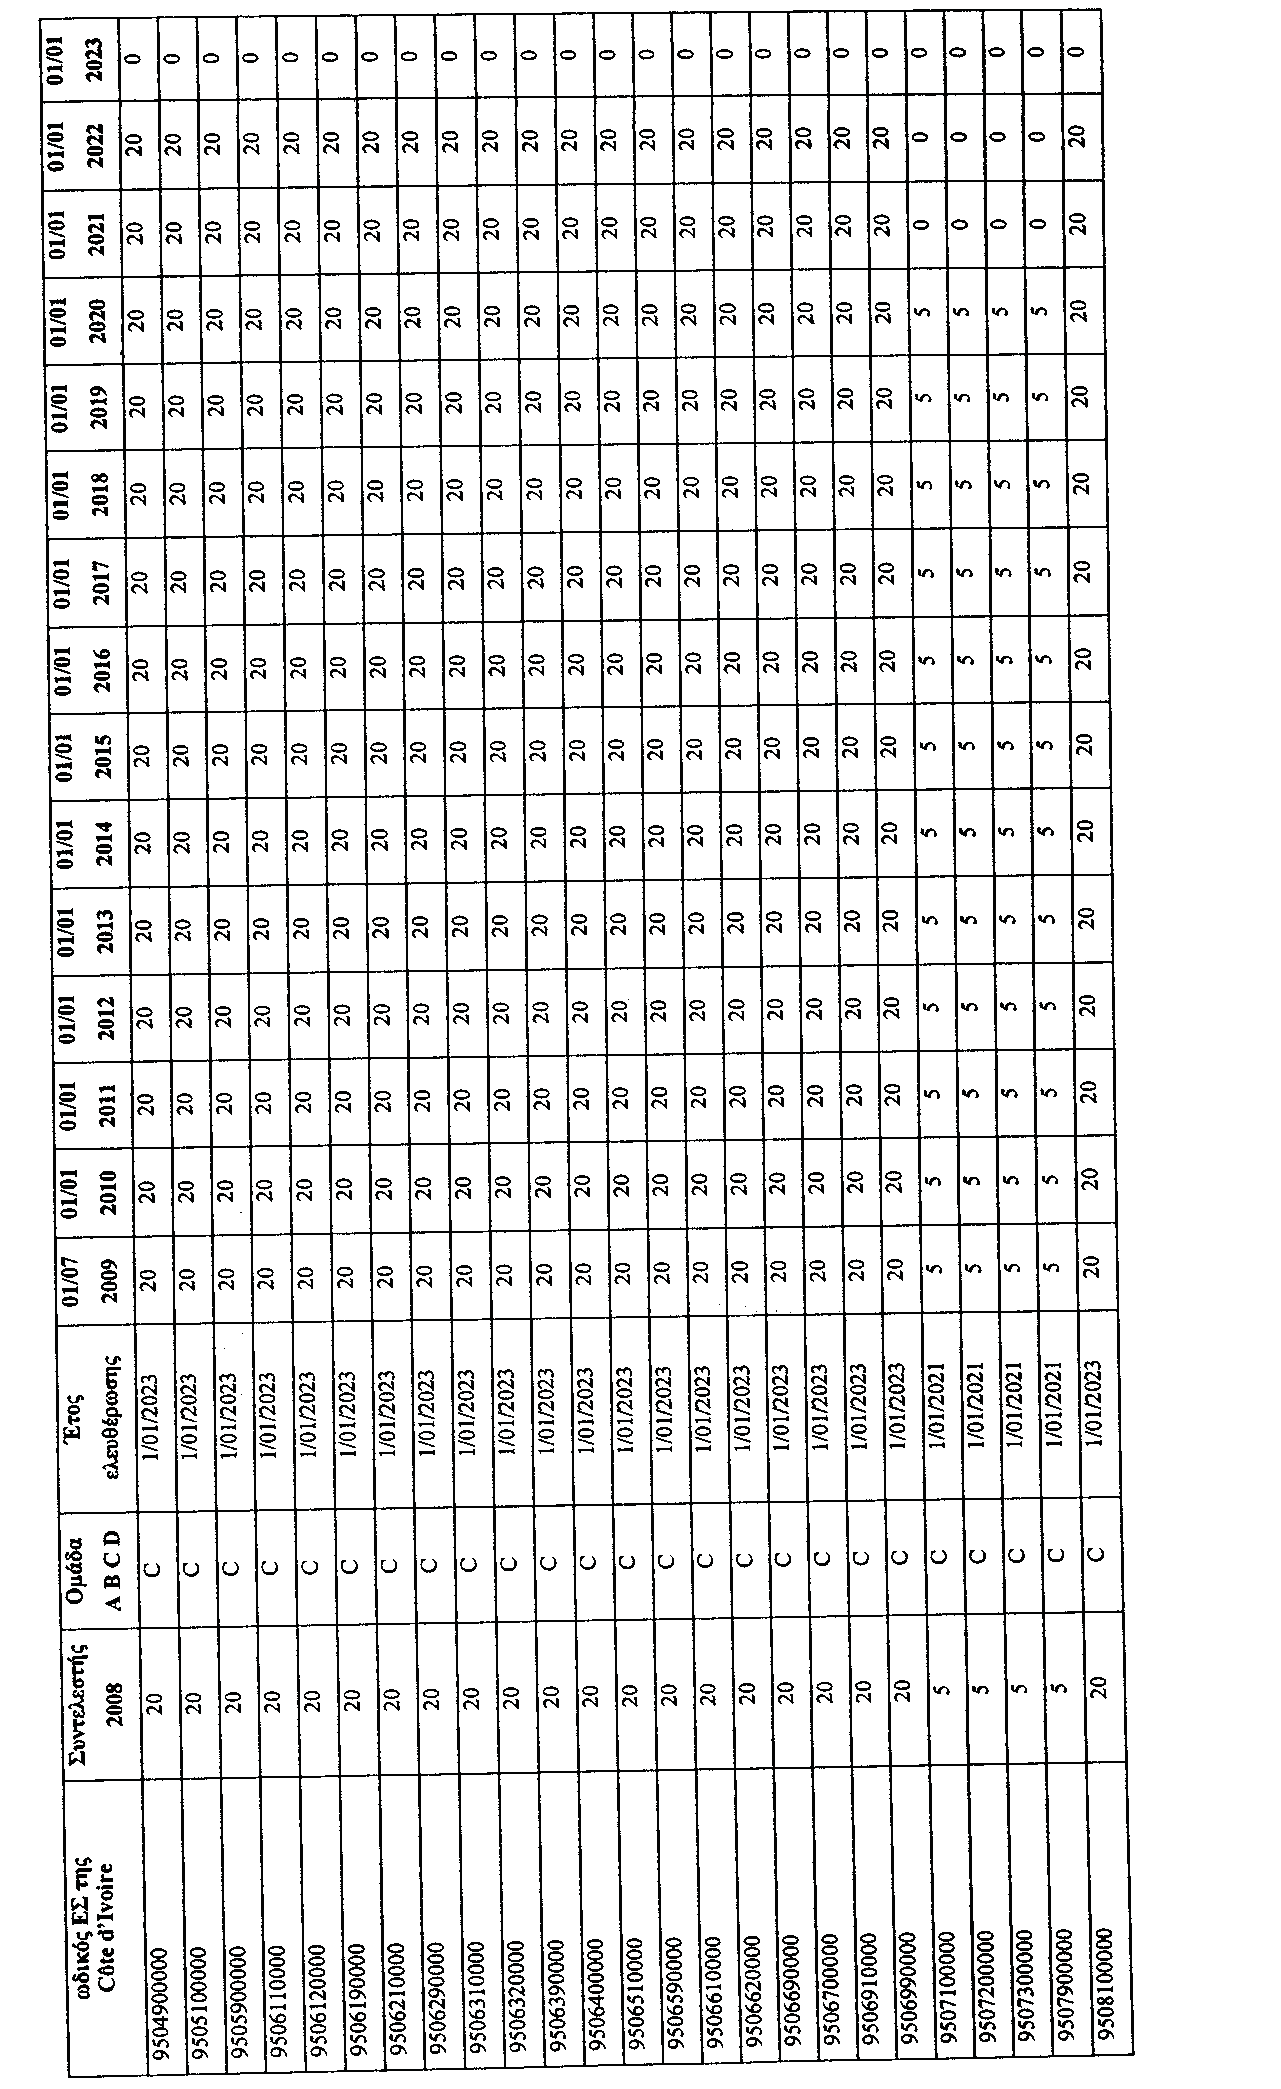 ωδικός ΕΣ της Côte d'Ivoire | Συντελεστής 2008 | Ομάδα A B C D | Έτος ελευθέρωσης | 01/07 2009 | 01/01 2010 | 01/01 2011 | 01/01 2012 | 01/01 2013 | 01/01 2014 | 01/01 2015 | 01/01 2016 | 01/01 2017 | 01/01 2018 | 01/01 2019 | 01/01 2020 | 01/01 2021 | 01/01 2022 | 01/01 2023
9504900000 20 C 1/01/2023 20 20 20 20 20 20 20 20 20 20 20 20 20 20 0
9505100000 20 C 1/01/2023 20 20 20 20 20 20 20 20 20 20 20 20 20 20 0
9505900000 20 C 1/01/2023 20 20 20 20 20 20 20 20 20 20 20 20 20 20 0
9506110000 20 C 1/01/2023 20 20 20 20 20 20 20 20 20 20 20 20 20 20 0
9506120000 20 C 1/01/2023 20 20 20 20 20 20 20 20 20 20 20 20 20 20 0
9506190000 20 C 1/01/2023 20 20 20 20 20 20 20 20 20 20 20 20 20 20 0
9506210000 20 C 1/01/2023 20 20 20 20 20 20 20 20 20 20 20 20 20 20 0
9506290000 20 C 1/01/2023 20 20 20 20 20 20 20 20 20 20 20 20 20 20 0
9506310000 20 C 1/01/2023 20 20 20 20 20 20 20 20 20 20 20 20 20 20 0
9506320000 20 C 1/01/2023 20 20 20 20 20 20 20 20 20 20 20 20 20 20 0
9506390000 20 C 1/01/2023 20 20 20 20 20 20 20 20 20 20 20 20 20 20 0
9506400000 20 C 1/01/2023 20 20 20 20 20 20 20 20 20 20 20 20 20 20 0
9506510000 20 C 1/01/2023 20 20 20 20 20 20 20 20 20 20 20 20 20 20 0
9506590000 20 C 1/01/2023 20 20 20 20 20 20 20 20 20 20 20 20 20 20 0
9506610000 20 C 1/01/2023 20 20 20 20 20 20 20 20 20 20 20 20 20 20 0
9506620000 20 C 1/01/2023 20 20 20 20 20 20 20 20 20 20 20 20 20 20 0
9506690000 20 C 1/01/2023 20 20 20 20 20 20 20 20 20 20 20 20 20 20 0
9506700000 20 C 1/01/2023 20 20 20 20 20 20 20 20 20 20 20 20 20 20 0
9506910000 20 C 1/01/2023 20 20 20 20 20 20 20 20 20 20 20 20 20 20 0
9506990000 20 C 1/01/2023 20 20 20 20 20 20 20 20 20 20 20 20 20 20 0
9507100000 5 C 1/01/2021 5 5 5 5 5 5 5 5 5 5 5 5 0 0 0
9507200000 5 C 1/01/2021 5 5 5 5 5 5 5 5 5 5 5 5 0 0 0
9507300000 5 C 1/01/2021 5 5 5 5 5 5 5 5 5 5 5 5 0 0 0
9507900000 5 C 1/01/2021 5 5 5 5 5 5 5 5 5 5 5 5 0 0 0
9508100000 20 C 1/01/2023 20 20 20 20 20 20 20 20 20 20 20 20 20 20 0